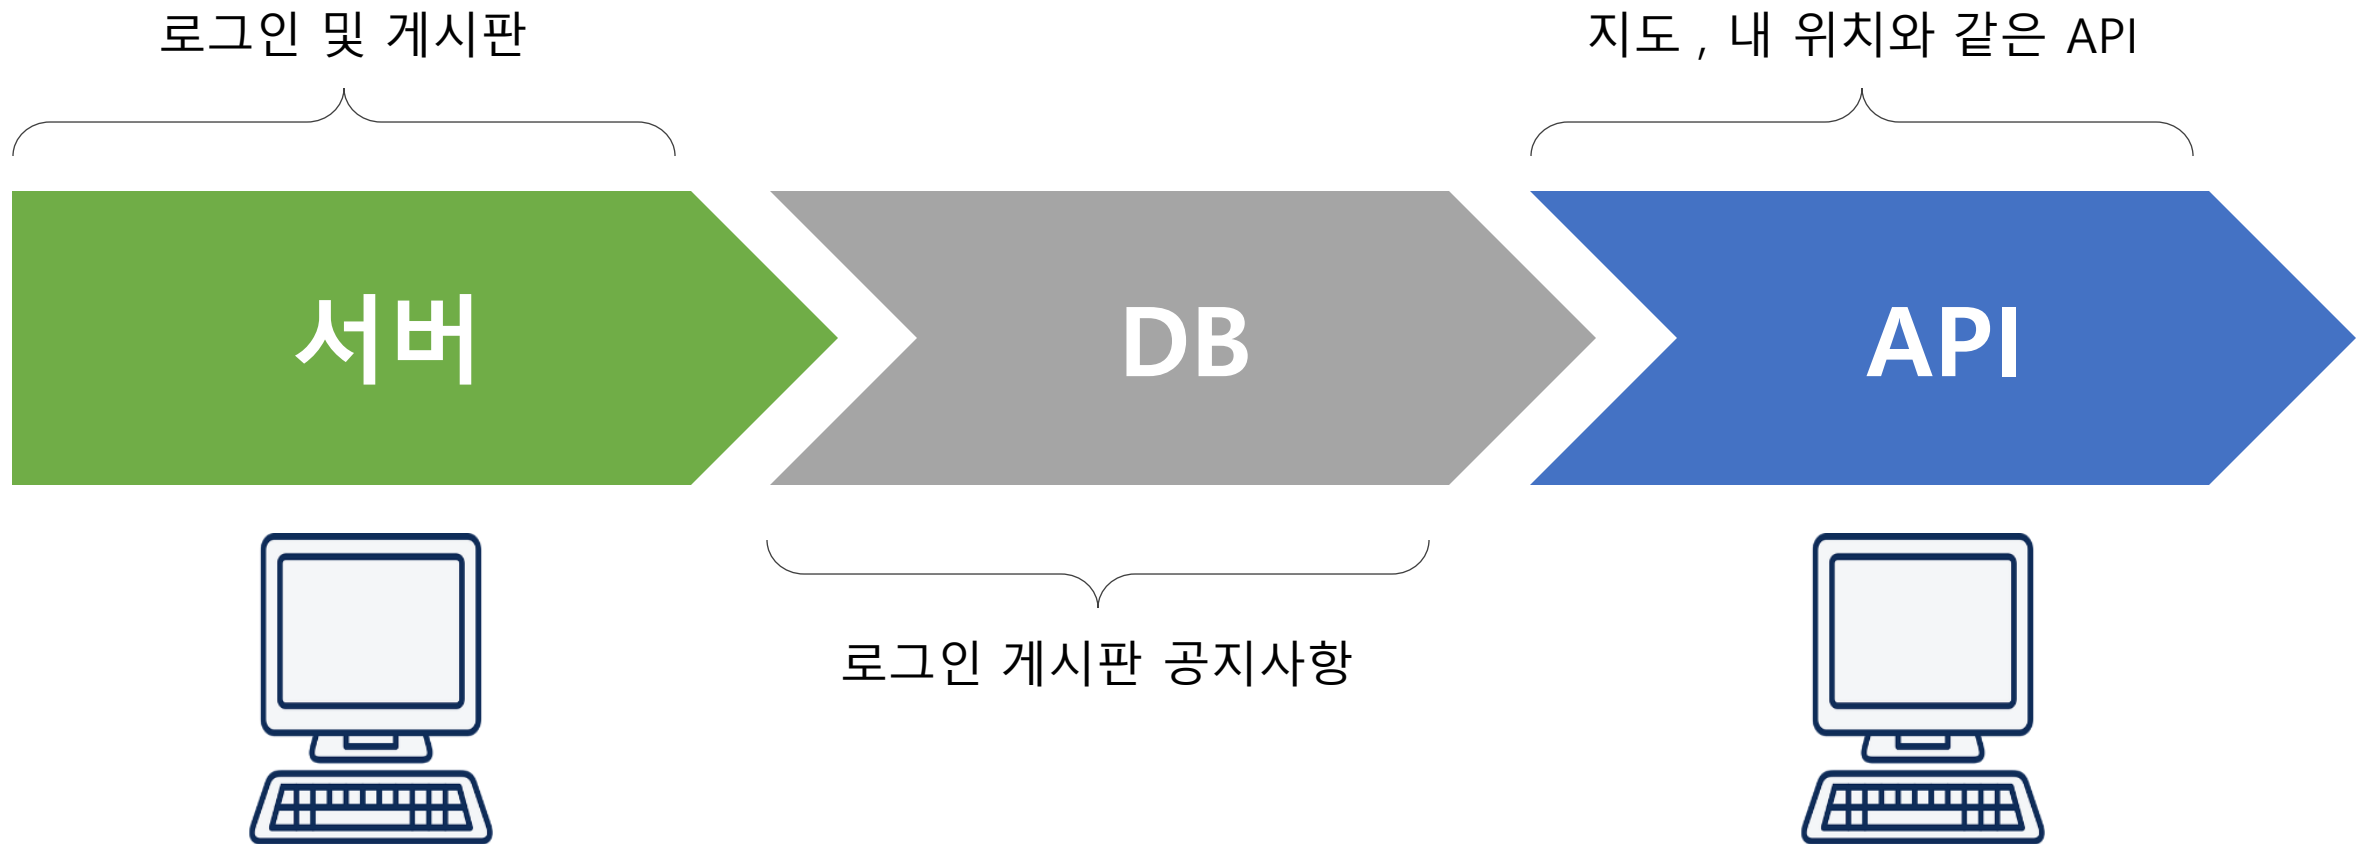 로그인 및 게시판
지도 , 내 위치와 같은 API
서버
DB
API
로그인 게시판 공지사항